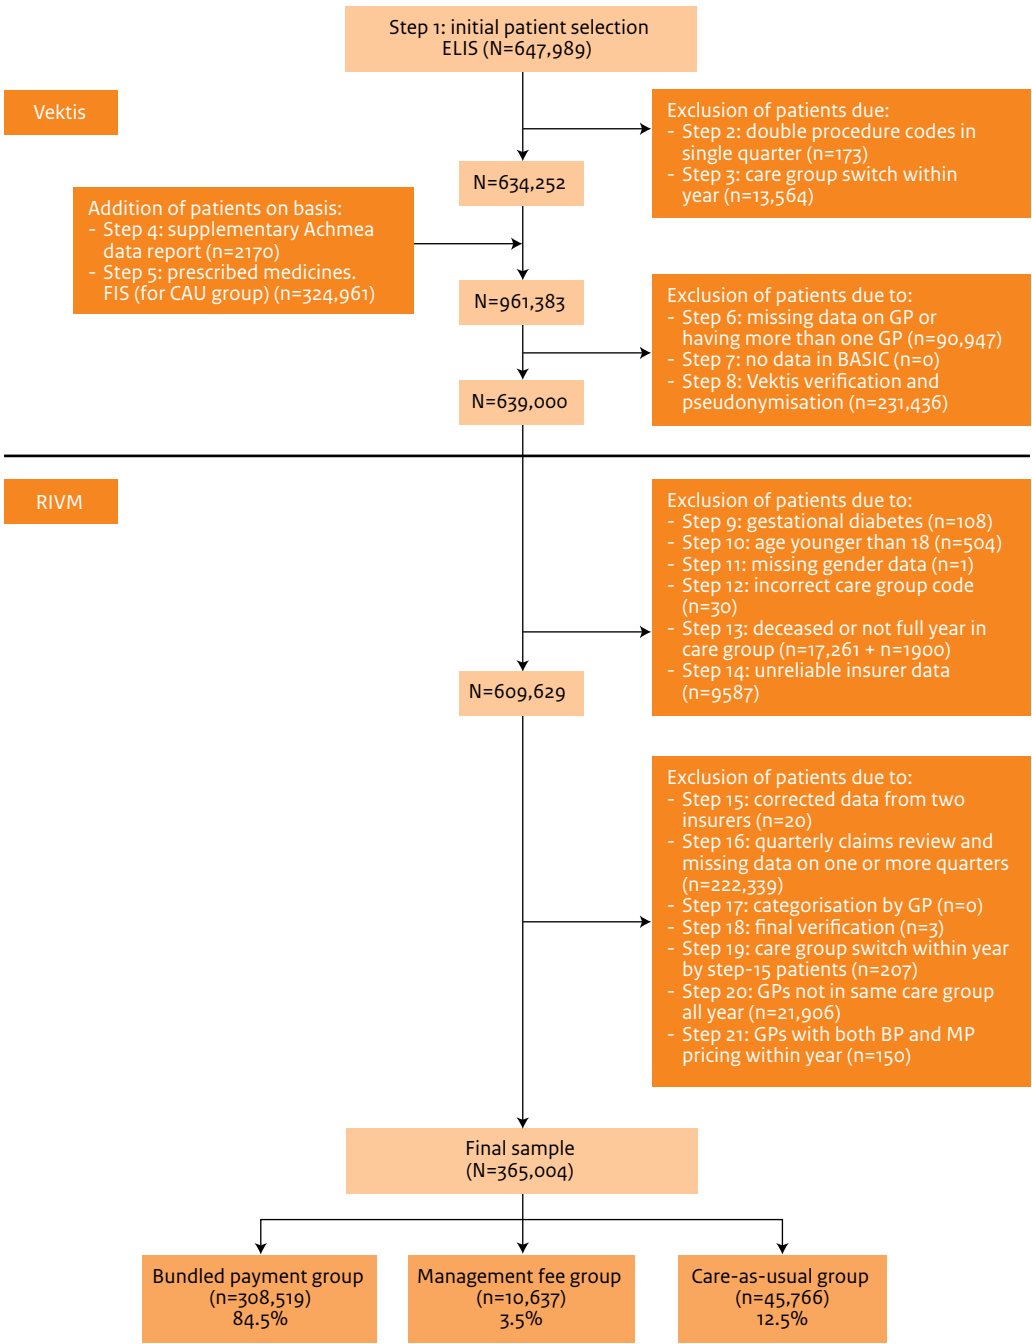 Step 1: initial patient selection
ELIS (N=647,989)
Vektis
Exclusion of patients due:
- Step 2: double procedure codes in
single quarter (n=173)
- Step 3: care group switch within
year (n=13,564)
N=634,252
Addition of patients on basis:
- Step 4: supplementary Achmea
data report (n=2170)
- Step 5: prescribed medicines.
FIS (for CAU group) (n=324,961)
N=961,383
Exclusion of patients due to:
- Step 6: missing data on GP or
having more than one GP (n=90,947)
- Step 7: no data in BASIC (n=0)
- Step 8: Vektis verification and
pseudonymisation (n=231,436)
N=639,000
RIVM
Exclusion of patients due to:
- Step 9: gestational diabetes (n=108)
- Step 10: age younger than 18 (n=504)
- Step 11: missing gender data (n=1)
- Step 12: incorrect care group code
(n=30)
- Step 13: deceased or not full year in
care group (n=17,261 + n=1900)
- Step 14: unreliable insurer data
(n=9587)
N=609,629
Exclusion of patients due to:
- Step 15: corrected data from two
insurers (n=20)
- Step 16: quarterly claims review and
missing data on one or more quarters
(n=222,339)
- Step 17: categorisation by GP (n=0)
- Step 18: final verification (n=3)
- Step 19: care group switch within year
by step-15 patients (n=207)
- Step 20: GPs not in same care group
all year (n=21,906)
- Step 21: GPs with both BP and MP
pricing within year (n=150)
Final sample
(N=365,004)
Bundled payment group
(n=308,519)
84.5%
Management fee group
(n=10,637)
3.5%
Care-as-usual group
(n=45,766)
12.5%